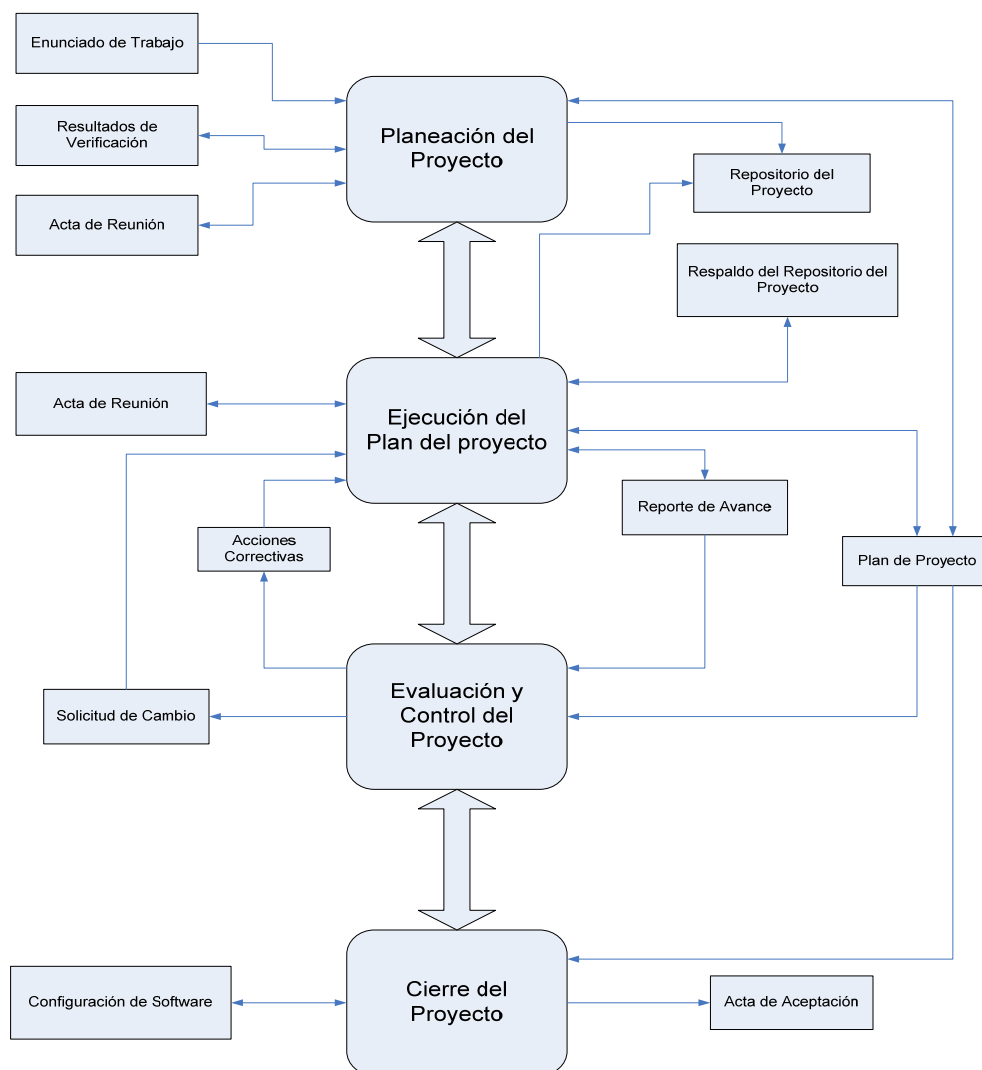 Enunciado de Trabajo
Resultados de
Verificación
Acta de Reunión
Planeación del
Proyecto
Repositorio del
Proyecto
Respaldo del Repositorio del
Proyecto
Acta de Reunión
Ejecución del
Plan del proyecto
Acciones
Correctivas
Reporte de Avance
Plan de Proyecto
Solicitud de Cambio
Evaluación y
Control del
Proyecto
Configuración de Software
Cierre del
Proyecto
Acta de Aceptación